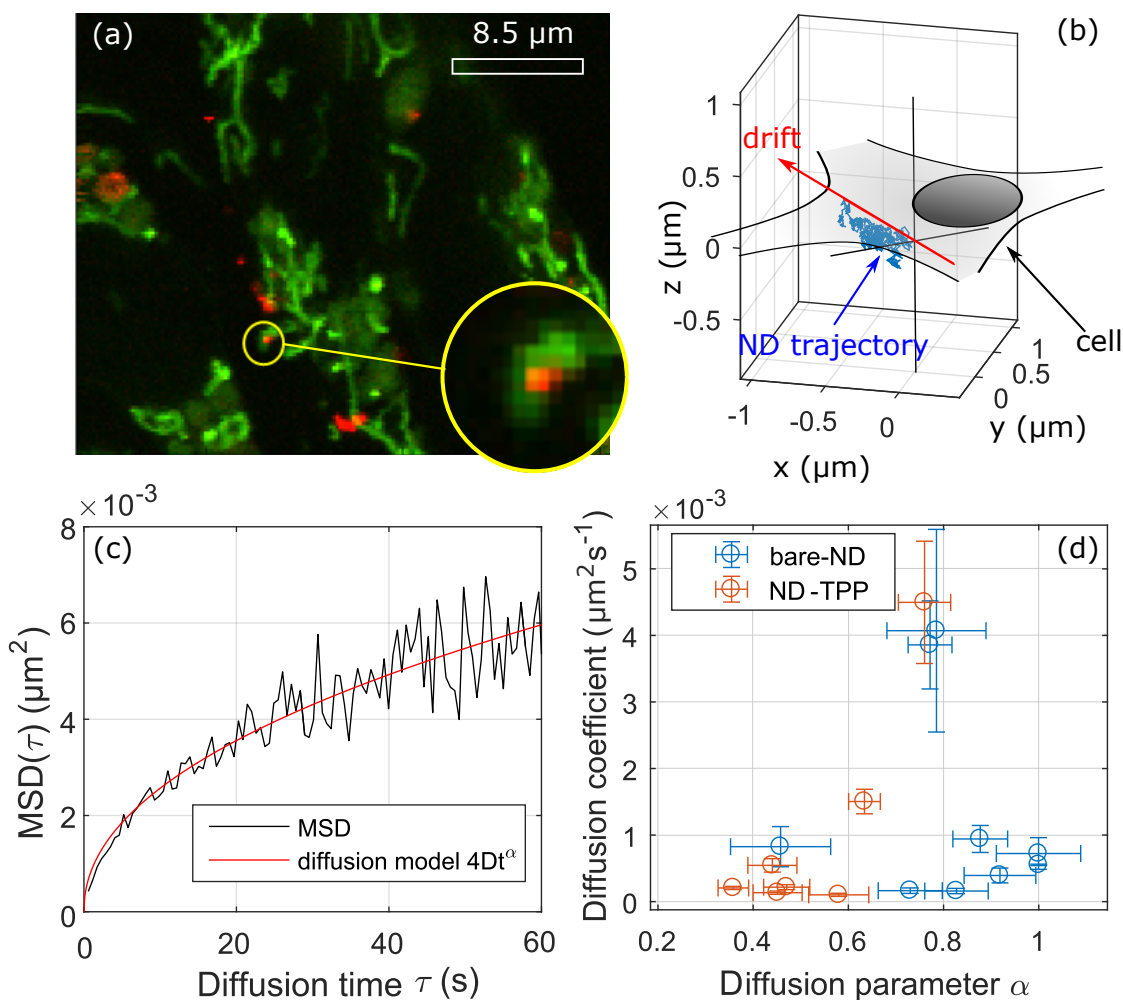 (a)
8.5 µm
(b)
1
0.5
0
-0.5
z (µm)
drift
ND trajectory
cell
-1
-0.5
0
x (µm)
0
0.5
1
y (µm)
×10⁻³
8
6
4
2
0
(c)
MSD(τ) (µm²)
MSD
diffusion model 4Dt^α
0
20
40
60
Diffusion time τ (s)
×10⁻³
5
4
3
2
1
0
(d)
Diffusion coefficient (µm²s⁻¹)
bare-ND
ND-TPP
0.2
0.4
0.6
0.8
1
Diffusion parameter α